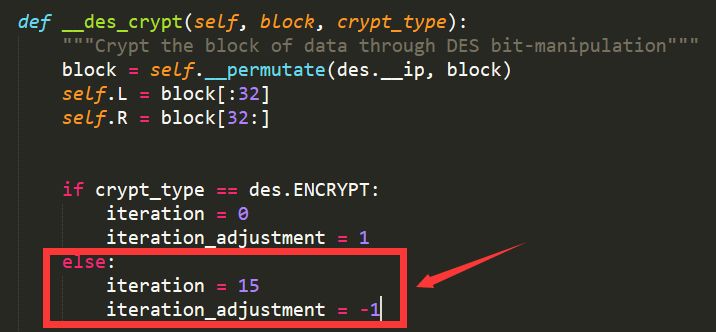 def __des_crypt(self, block, crypt_type):
"""Crypt the block of data through DES bit-manipulation"""
block = self.__permutate(des.__ip, block)
self.L = block[:32]
self.R = block[32:]
if crypt_type == des.ENCRYPT:
iteration = 0
iteration_adjustment = 1
else:
iteration = 15
iteration_adjustment = -1